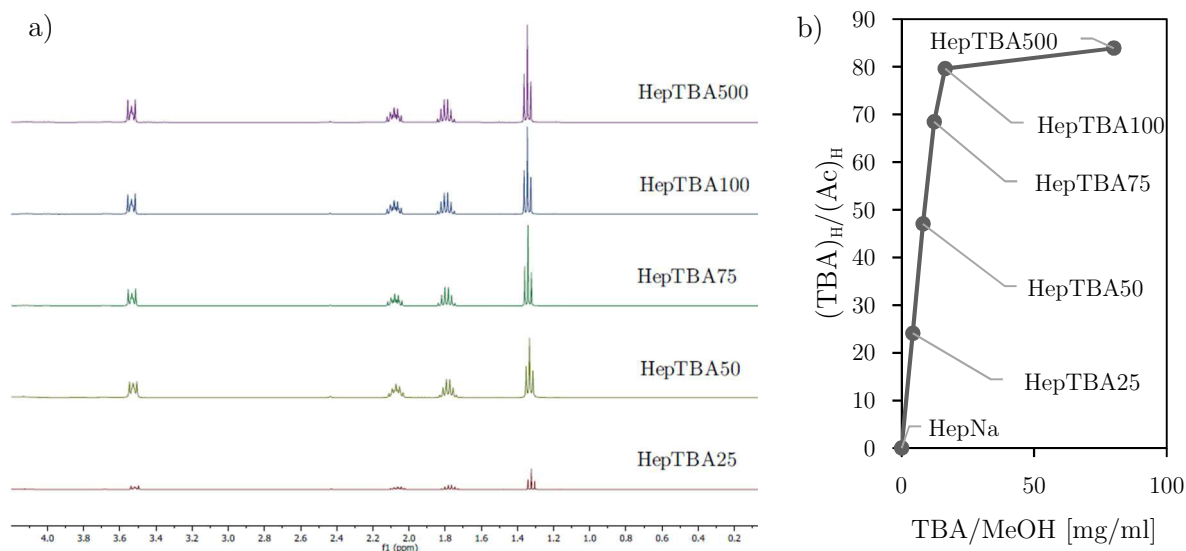 a)
HepTBA500
HepTBA100
HepTBA75
HepTBA50
HepTBA25
4.0 3.8 3.6 3.4 3.2 3.0 2.8 2.6 2.4 2.2 2.0 1.8 1.6 1.4 1.2 1.0 0.8 0.6 0.4 0.2
f1 (ppm)
b)
(TBA)H/(Ac)H
90
80
70
60
50
40
30
20
10
0
HepTBA500
HepTBA100
HepTBA75
HepTBA50
HepTBA25
HepNa
0 50 100
TBA/MeOH [mg/ml]